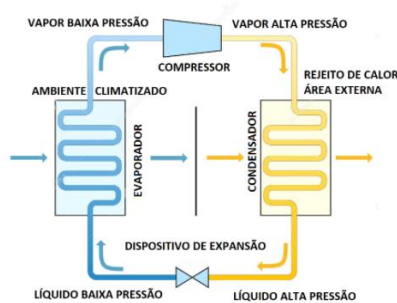 VAPOR BAIXA PRESSÃO
VAPOR ALTA PRESSÃO
COMPRESSOR
REJEITO DE CALOR
ÁREA EXTERNA
AMBIENTE CLIMATIZADO
EVAPORADOR
CONDENSADOR
DISPOSITIVO DE EXPANSÃO
LÍQUIDO BAIXA PRESSÃO
LÍQUIDO ALTA PRESSÃO